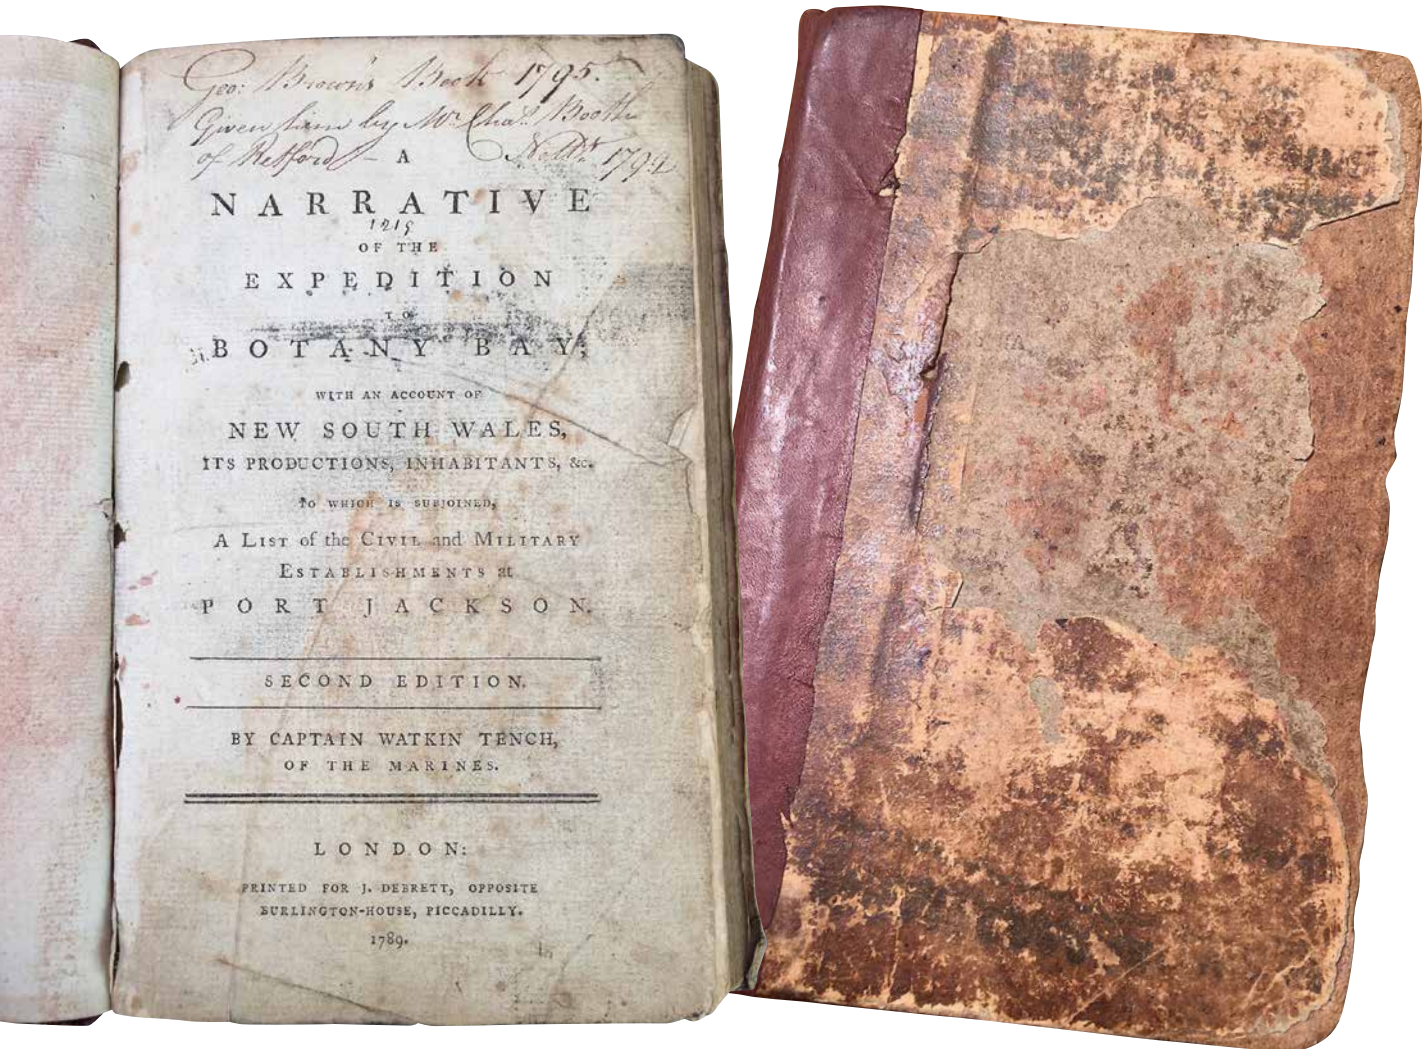 Geo: Brown's Book 1795.
Given him by Mr. Chas. Booth
of Retford – 1792
A
NARRATIVE
1219
OF THE
EXPEDITION
TO
BOTANY BAY;
WITH AN ACCOUNT OF
NEW SOUTH WALES,
ITS PRODUCTIONS, INHABITANTS, &c.
TO WHICH IS SUBJOINED,
A LIST of the CIVIL and MILITARY
ESTABLISHMENTS at
PORT JACKSON.
SECOND EDITION.
BY CAPTAIN WATKIN TENCH,
OF THE MARINES.
LONDON:
PRINTED FOR J. DEBRETT, OPPOSITE
BURLINGTON-HOUSE, PICCADILLY.
1789.